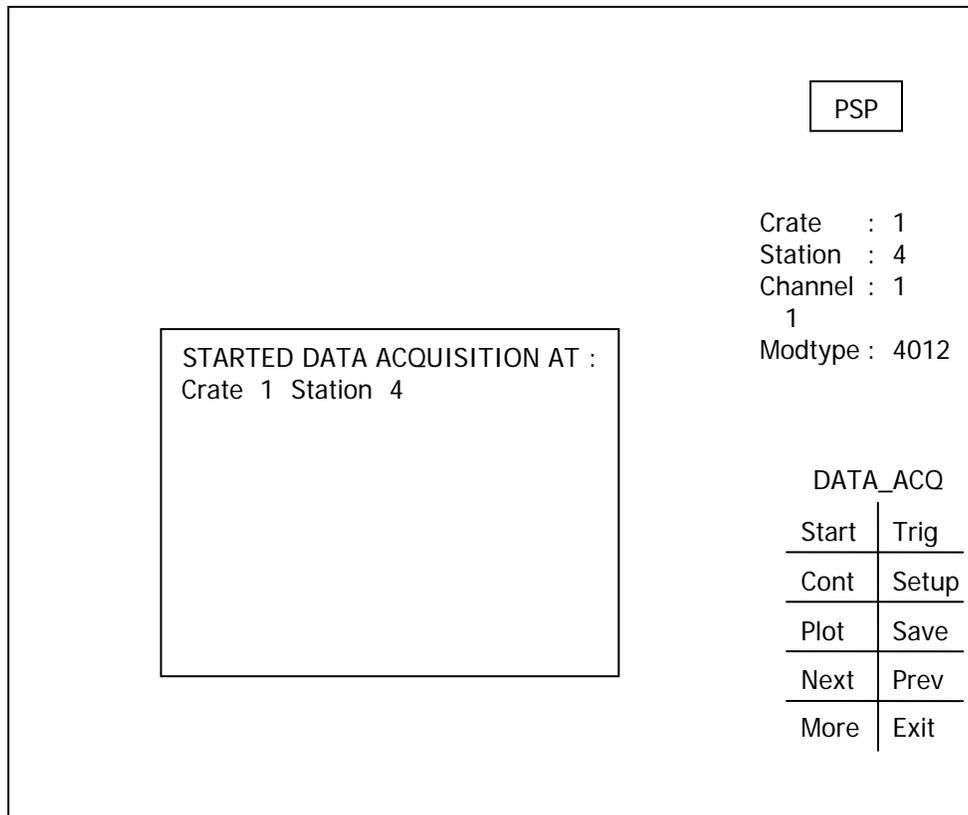 PSP
Crate : 1
Station : 4
Channel : 1
1
Modtype : 4012
STARTED DATA ACQUISITION AT :
Crate 1 Station 4
DATA_ACQ
Start Trig
Cont Setup
Plot Save
Next Prev
More Exit